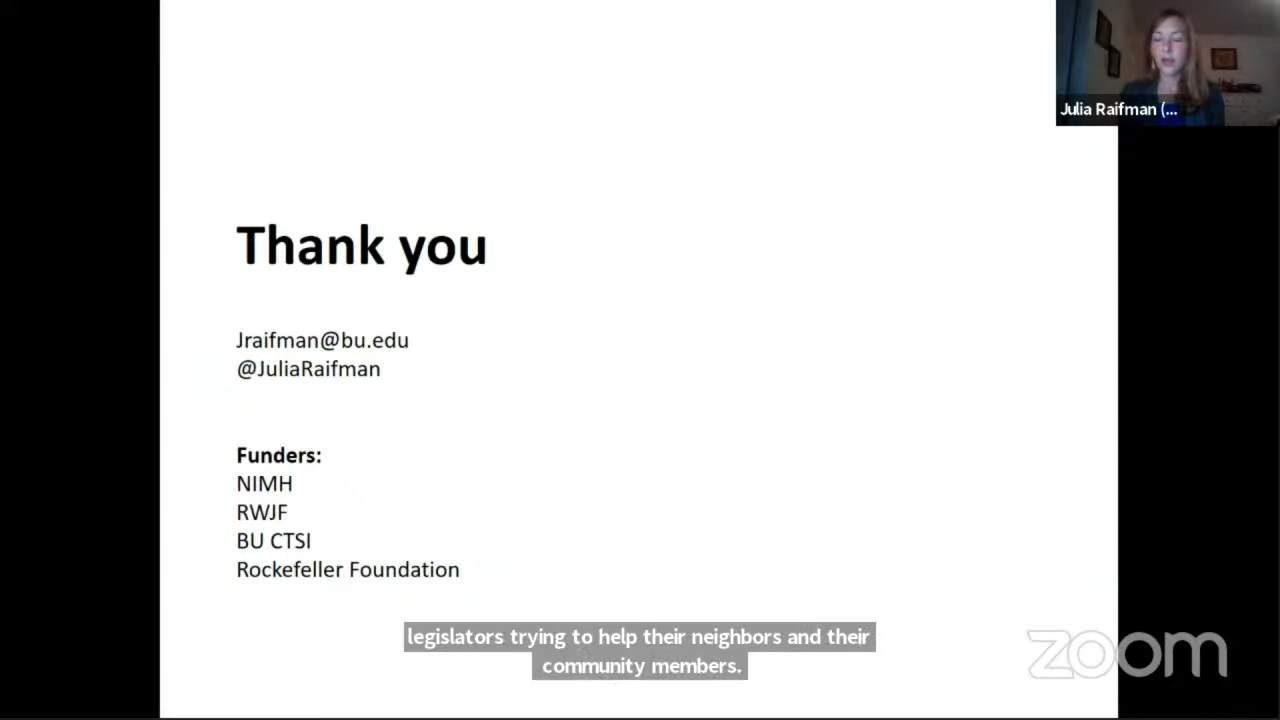 Julia Raifman (...
Thank you
Jraifman@bu.edu
@JuliaRaifman
Funders:
NIMH
RWJF
BU CTSI
Rockefeller Foundation
legislators trying to help their neighbors and their
community members.
zoom